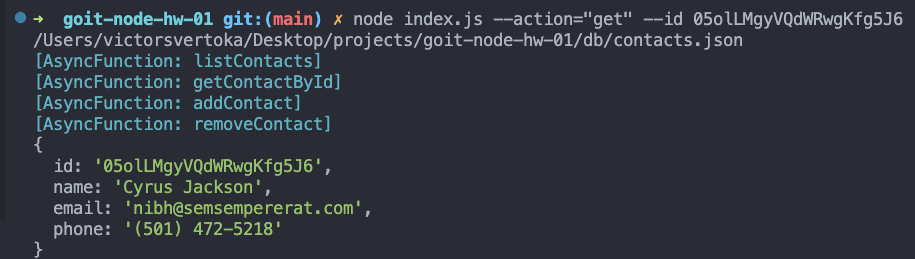 ➜ goit-node-hw-01 git:(main) ✗ node index.js --action="get" --id 05olLMgyVQdWRwgKfg5J6
/Users/victorsvertoka/Desktop/projects/goit-node-hw-01/db/contacts.json
[AsyncFunction: listContacts]
[AsyncFunction: getContactById]
[AsyncFunction: addContact]
[AsyncFunction: removeContact]
{
  id: '05olLMgyVQdWRwgKfg5J6',
  name: 'Cyrus Jackson',
  email: 'nibh@semsempererat.com',
  phone: '(501) 472-5218'
}